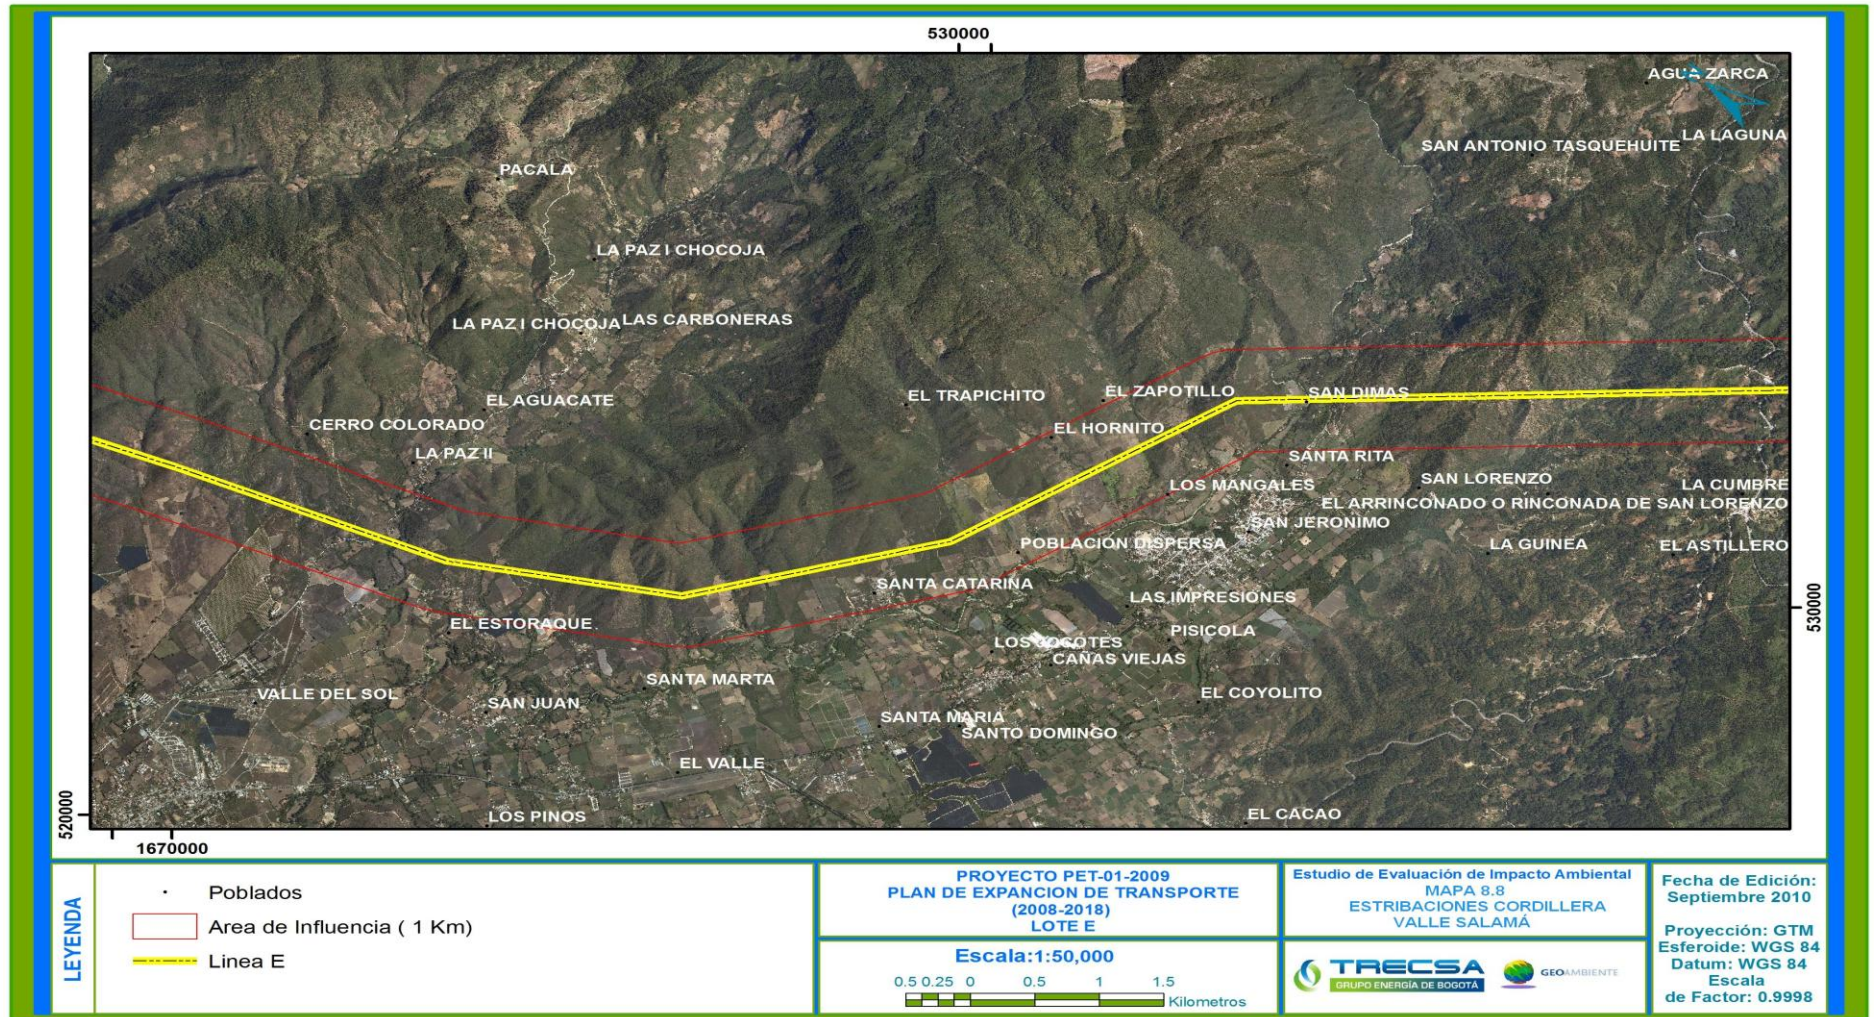 530000
AGUA ZARCA
LA LAGUNA
SAN ANTONIO TASQUEHUITE
PACALA
LA PAZ I CHOCOJA
LA PAZ I CHOCOJA
LAS CARBONERAS
EL TRAPICHITO
EL ZAPOTILLO
SAN DIMAS
EL AGUACATE
CERRO COLORADO
EL HORNITO
LA PAZ II
SANTA RITA
SAN LORENZO
LA CUMBRE
LOS MANGALES
EL ARRINCONADO O RINCONADA DE SAN LORENZO
SAN JERONIMO
POBLACION DISPERSA
LA GUINEA
EL ASTILLERO
SANTA CATARINA
LAS IMPRESIONES
530000
EL ESTORAQUE
PISICOLA
LOS JOCOTES
CAÑAS VIEJAS
SANTA MARTA
VALLE DEL SOL
EL COYOLITO
SAN JUAN
SANTA MARIA
SANTO DOMINGO
EL VALLE
520000
LOS PINOS
EL CACAO
1670000
LEYENDA
Poblados
Area de Influencia ( 1 Km)
Linea E
PROYECTO PET-01-2009
PLAN DE EXPANCION DE TRANSPORTE
(2008-2018)
LOTE E
Escala:1:50,000
0.5 0.25 0 0.5 1 1.5
Kilometros
Estudio de Evaluación de Impacto Ambiental
MAPA 8.8
ESTRIBACIONES CORDILLERA
VALLE SALAMÁ
TRECSA
GRUPO ENERGÍA DE BOGOTÁ
GEOAMBIENTE
Fecha de Edición:
Septiembre 2010
Proyección: GTM
Esferoide: WGS 84
Datum: WGS 84
Escala
de Factor: 0.9998